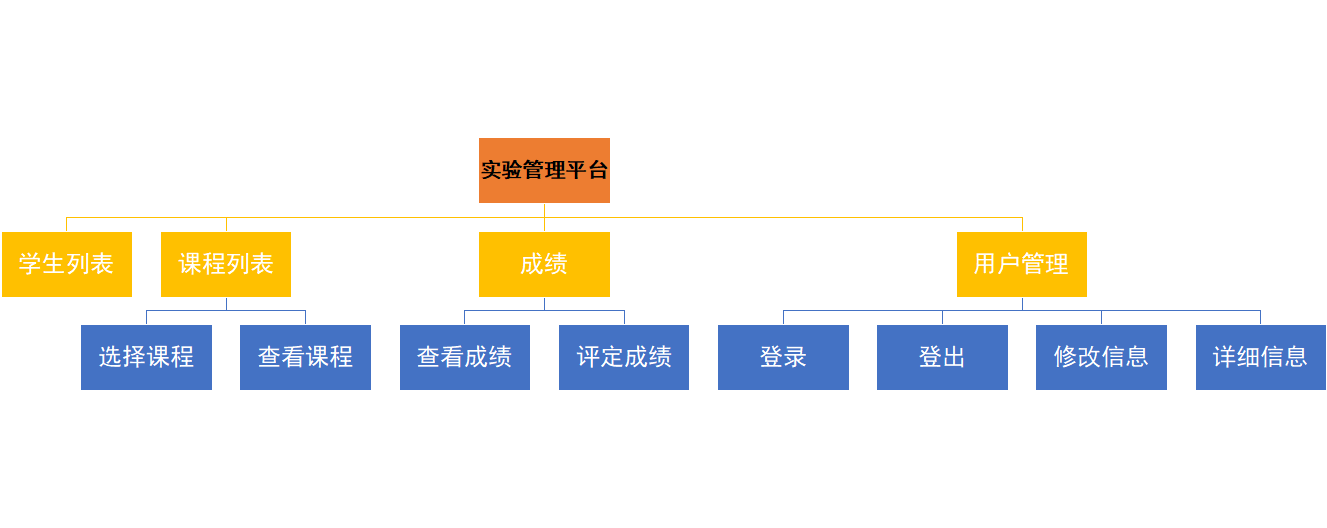 实验管理平台
学生列表
课程列表
成绩
用户管理
选择课程
查看课程
查看成绩
评定成绩
登录
登出
修改信息
详细信息